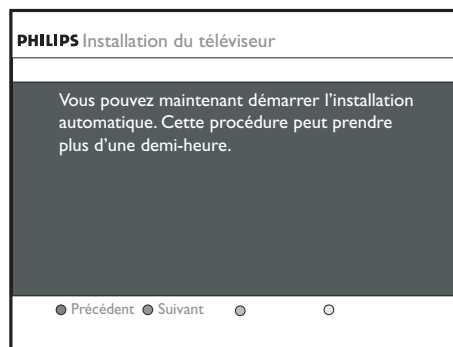 PHILIPS Installation du téléviseur
Vous pouvez maintenant démarrer l’installation
automatique. Cette procédure peut prendre
plus d’une demi-heure.
Précédent Suivant